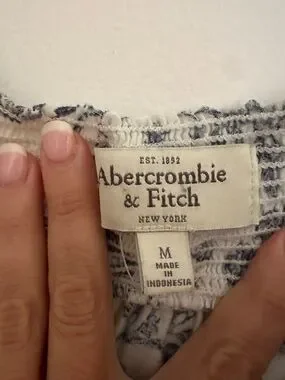 EST. 1892
Abercrombie
& Fitch
NEW YORK
M
MADE
IN
INDONESIA